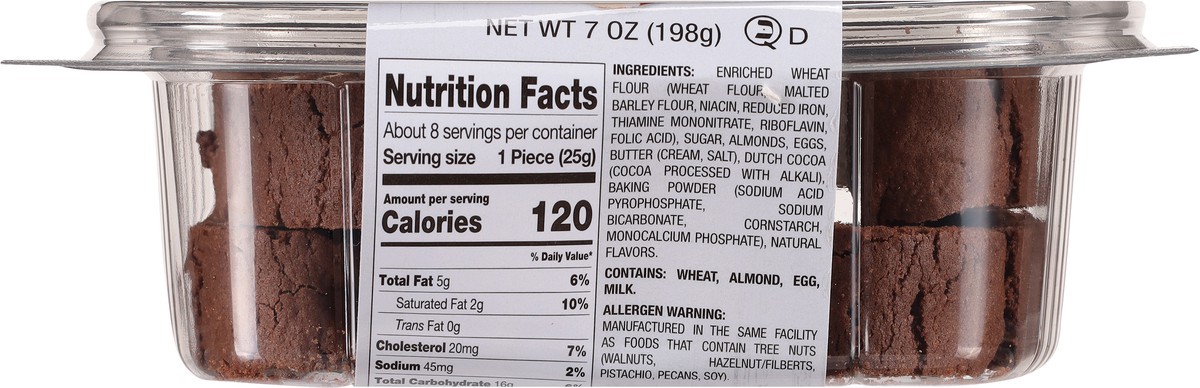 NET WT 7 OZ (198g) D
Nutrition Facts
About 8 servings per container
Serving size 1 Piece (25g)
Amount per serving
Calories 120
% Daily Value*
Total Fat 5g 6%
Saturated Fat 2g 10%
Trans Fat 0g
Cholesterol 20mg 7%
Sodium 45mg 2%
Total Carbohydrate 16g 6%
INGREDIENTS: ENRICHED WHEAT
FLOUR (WHEAT FLOUR, MALTED
BARLEY FLOUR, NIACIN, REDUCED IRON,
THIAMINE MONONITRATE, RIBOFLAVIN,
FOLIC ACID), SUGAR, ALMONDS, EGGS,
BUTTER (CREAM, SALT), DUTCH COCOA
(COCOA PROCESSED WITH ALKALI),
BAKING POWDER (SODIUM ACID
PYROPHOSPHATE, SODIUM
BICARBONATE, CORNSTARCH,
MONOCALCIUM PHOSPHATE), NATURAL
FLAVORS.
CONTAINS: WHEAT, ALMOND, EGG,
MILK.
ALLERGEN WARNING:
MANUFACTURED IN THE SAME FACILITY
AS FOODS THAT CONTAIN TREE NUTS
(WALNUTS, HAZELNUT/FILBERTS,
PISTACHIO, PECANS, SOY).